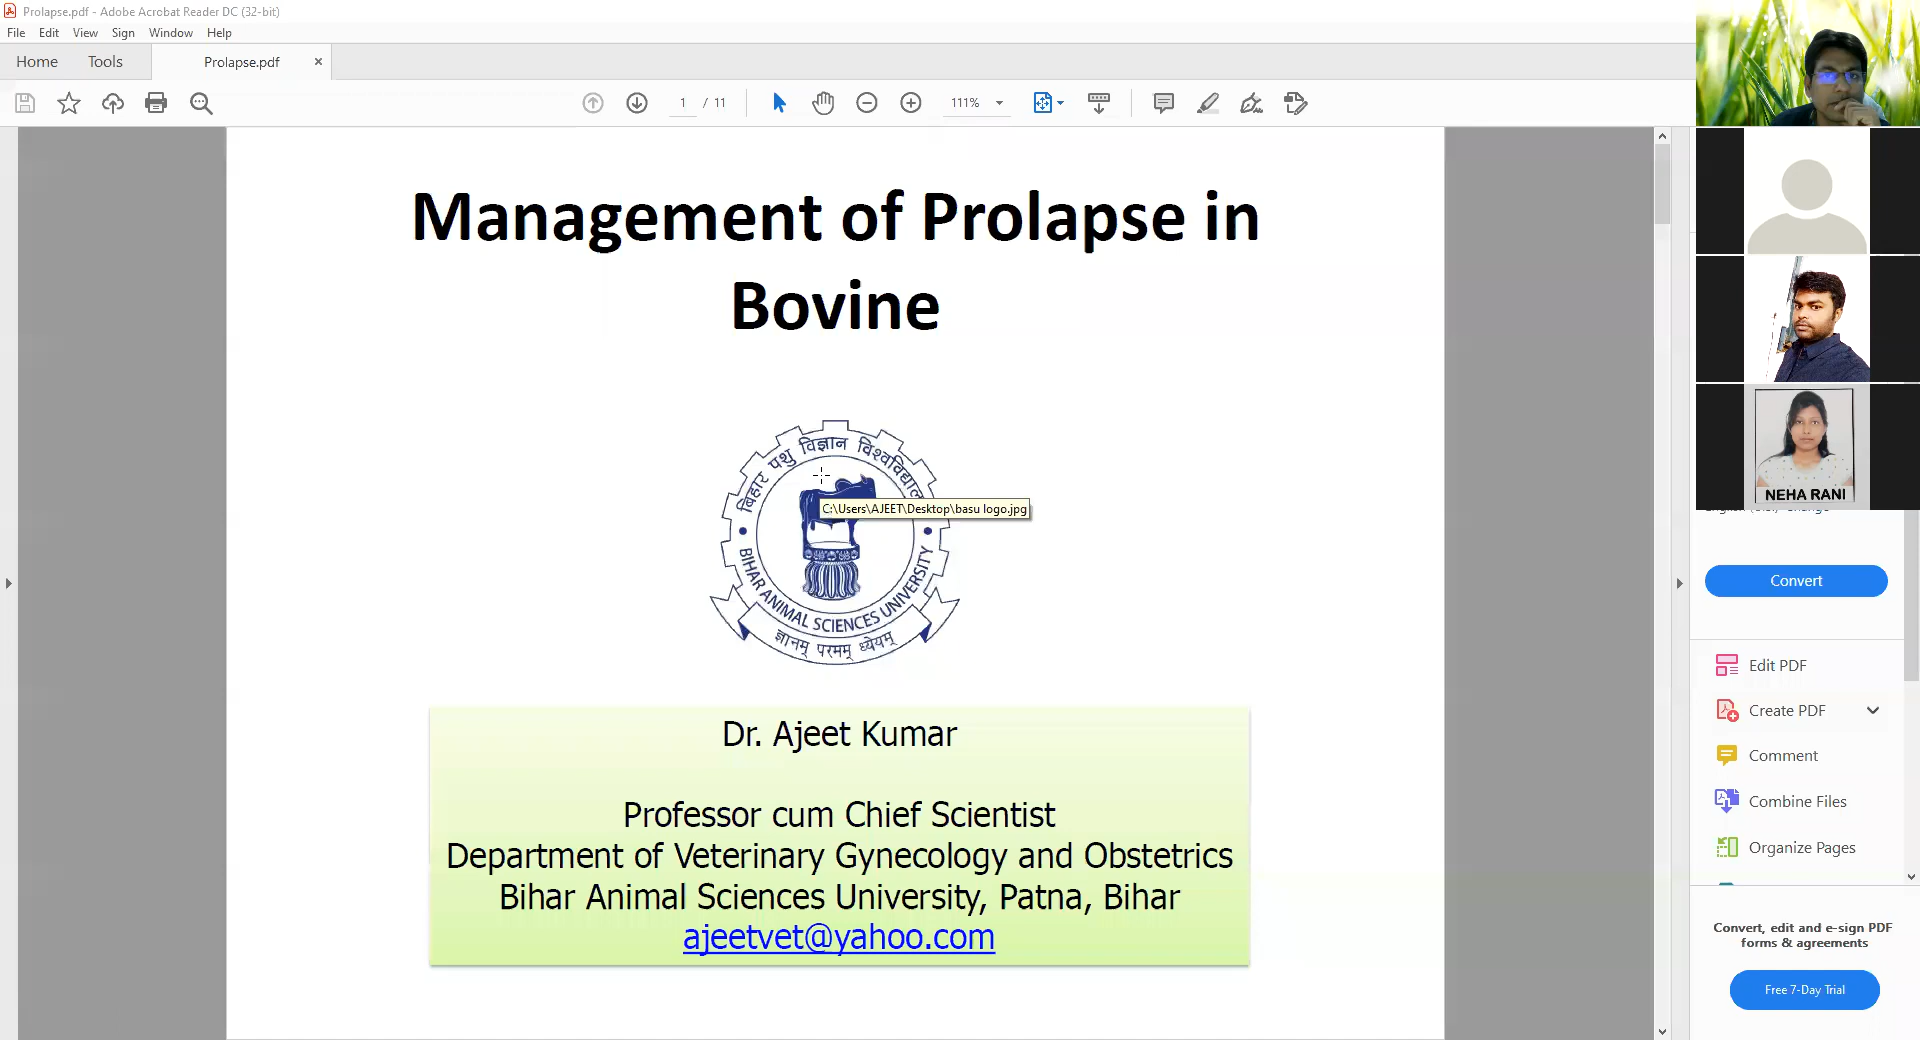 Prolapse.pdf - Adobe Acrobat Reader DC (32-bit)
File Edit View Sign Window Help
Home Tools Prolapse.pdf
1 / 11 111%
Management of Prolapse in
Bovine
बिहार पशु विज्ञान
C:\Users\AJEET\Desktop\basu logo.jpg
BIHAR ANIMAL SCIENCES UNIVERSITY
ज्ञानम् परमम् ध्येयम्
Dr. Ajeet Kumar
Professor cum Chief Scientist
Department of Veterinary Gynecology and Obstetrics
Bihar Animal Sciences University, Patna, Bihar
ajeetvet@yahoo.com
NEHA RANI
Convert
Edit PDF
Create PDF
Comment
Combine Files
Organize Pages
Convert, edit and e-sign PDF
forms & agreements
Free 7-Day Trial